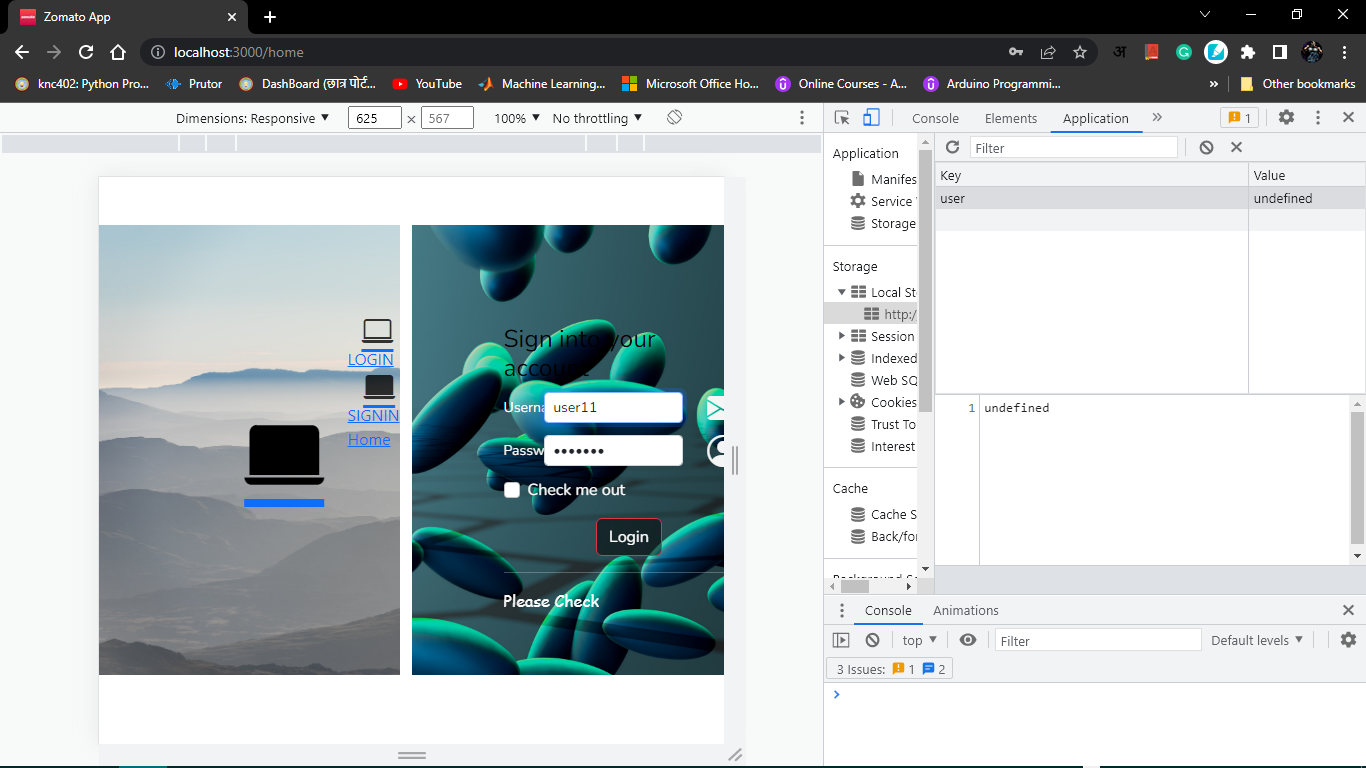 Zomato App
localhost:3000/home
अ
knc402: Python Pro...
Prutor
DashBoard (छात्र पोर्ट...
YouTube
Machine Learning...
Microsoft Office Ho...
Online Courses - A...
Arduino Programmi...
»
Other bookmarks
Dimensions: Responsive ▼ 625 × 567 100% ▼ No throttling ▼
LOGIN
SIGNIN
Home
Sign into your
account
Userna user11
Passw •••••••
Check me out
Login
Please Check
Console Elements Application » 1
Application
Manifes
Service
Storage
Storage
Local St
http:/
Session
Indexed
Web SQ
Cookies
Trust To
Interest
Cache
Cache S
Back/for
Filter
Key Value
user undefined
1 undefined
Console Animations
top ▼ Filter Default levels ▼
3 Issues: 1 2
>